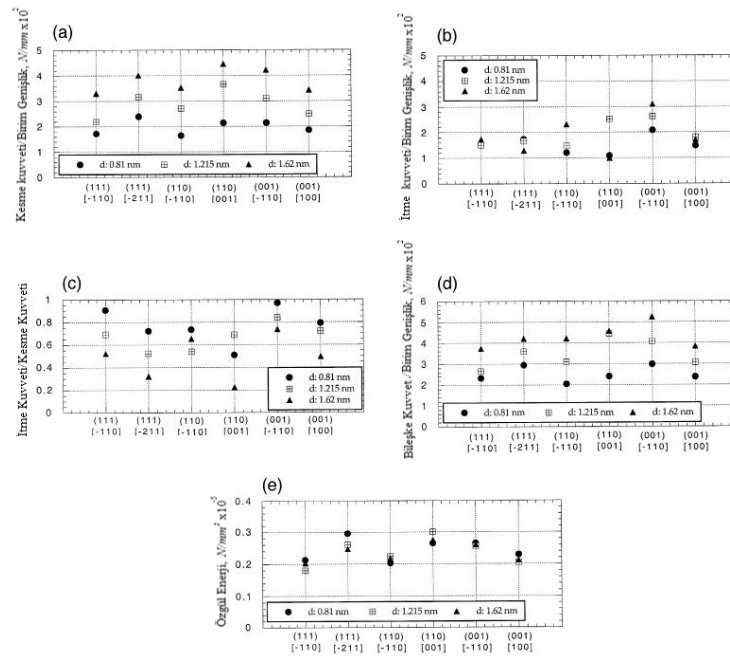 (a)
Kesme kuvveti/Birim Genişlik, N/mm x10²
5
4
3
2
1
0
d: 0.81 nm d: 1.215 nm d: 1.62 nm
(111) (111) (110) (110) (001) (001)
[-110] [-211] [-110] [001] [-110] [100]
(b)
İtme kuvveti/Birim Genişlik, N/mm x10²
5
4
3
2
1
0
d: 0.81 nm
d: 1.215 nm
d: 1.62 nm
(111) (111) (110) (110) (001) (001)
[-110] [-211] [-110] [001] [-110] [100]
(c)
İtme Kuvveti/Kesme Kuvveti
1
0.8
0.6
0.4
0.2
0
d: 0.81 nm
d: 1.215 nm
d: 1.62 nm
(111) (111) (110) (110) (001) (001)
[-110] [-211] [-110] [001] [-110] [100]
(d)
Bileşke Kuvvet /Birim Genişlik, N/mm x10²
6
5
4
3
2
1
0
d: 0.81 nm d: 1.215 nm d: 1.62 nm
(111) (111) (110) (110) (001) (001)
[-110] [-211] [-110] [001] [-110] [100]
(e)
Özgül Enerji, N/mm² x10⁻⁵
0.4
0.3
0.2
0.1
0
d: 0.81 nm d: 1.215 nm d: 1.62 nm
(111) (111) (110) (110) (001) (001)
[-110] [-211] [-110] [001] [-110] [100]